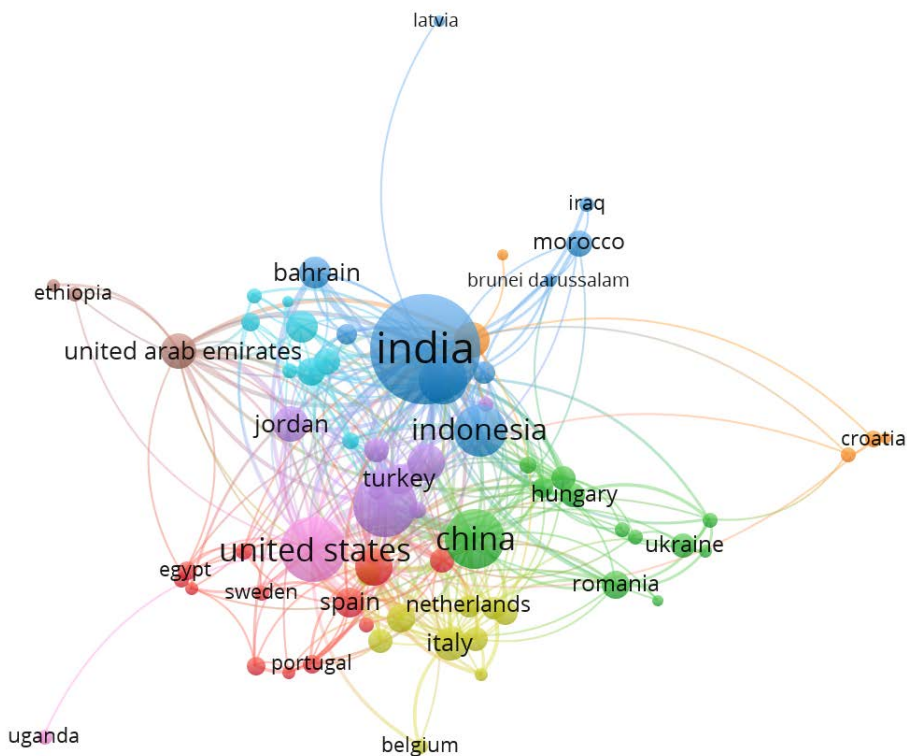 latvia
iraq
morocco
bahrain
brunei darussalam
ethiopia
united arab emirates
india
jordan
indonesia
croatia
turkey
hungary
china
united states
ukraine
egypt
sweden
spain
netherlands
romania
italy
portugal
uganda
belgium